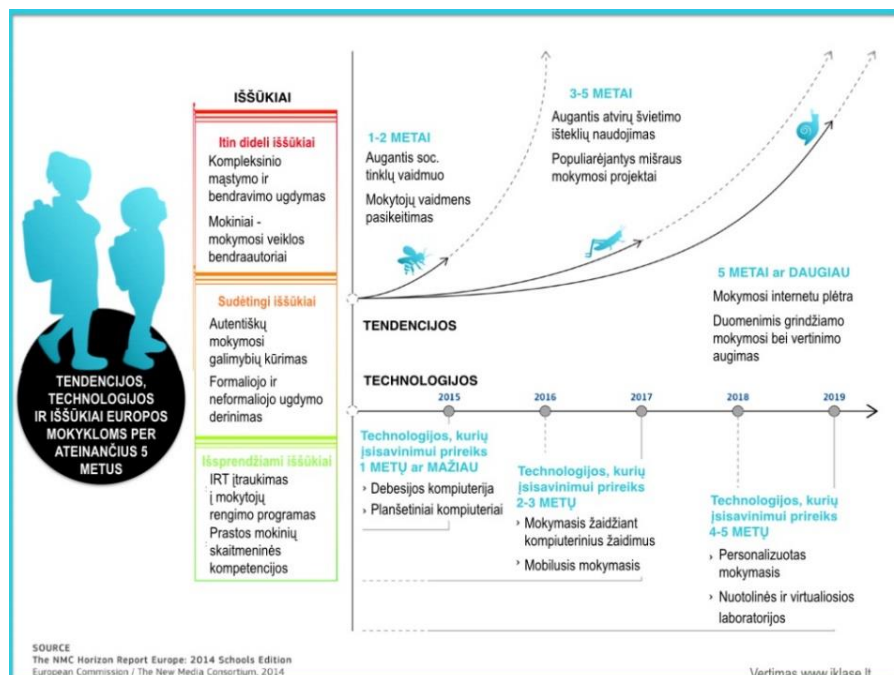 TENDENCIJOS,
TECHNOLOGIJOS
IR IŠŠŪKIAI EUROPOS
MOKYKLOMS PER
ATEINANČIUS 5
METUS
IŠŠŪKIAI
Itin dideli iššūkiai
Kompleksinio
mąstymo ir
bendravimo ugdymas
Mokiniai -
mokymosi veiklos
bendraautoriai
Sudėtingi iššūkiai
Autentiškų
mokymosi
galimybių kūrimas
Formaliojo ir
neformaliojo ugdymo
derinimas
Išsprendžiami iššūkiai
IRT įtraukimas
į mokytojų
rengimo programas
Prastos mokinių
skaitmeninės
kompetencijos
1-2 METAI
Augantis soc.
tinklų vaidmuo
Mokytojų vaidmens
pasikeitimas
3-5 METAI
Augantis atvirų švietimo
išteklių naudojimas
Populiarėjantys mišraus
mokymosi projektai
5 METAI ar DAUGIAU
Mokymosi internetu plėtra
Duomenimis grindžiamo
mokymosi bei vertinimo
augimas
TENDENCIJOS
TECHNOLOGIJOS
2015 2016 2017 2018 2019
Technologijos, kurių
įsisavinimui prireiks
1 METŲ ar MAŽIAU
› Debesijos kompiuterija
› Planšetiniai kompiuteriai
Technologijos, kurių
įsisavinimui prireiks
2-3 METŲ
› Mokymasis žaidžiant
kompiuterinius žaidimus
› Mobilusis mokymasis
Technologijos, kurių
įsisavinimui prireiks
4-5 METŲ
› Personalizuotas
mokymasis
› Nuotolinės ir virtualiosios
laboratorijos
SOURCE
The NMC Horizon Report Europe: 2014 Schools Edition
European Commission / The New Media Consortium, 2014
Vertimas www.iklase.lt